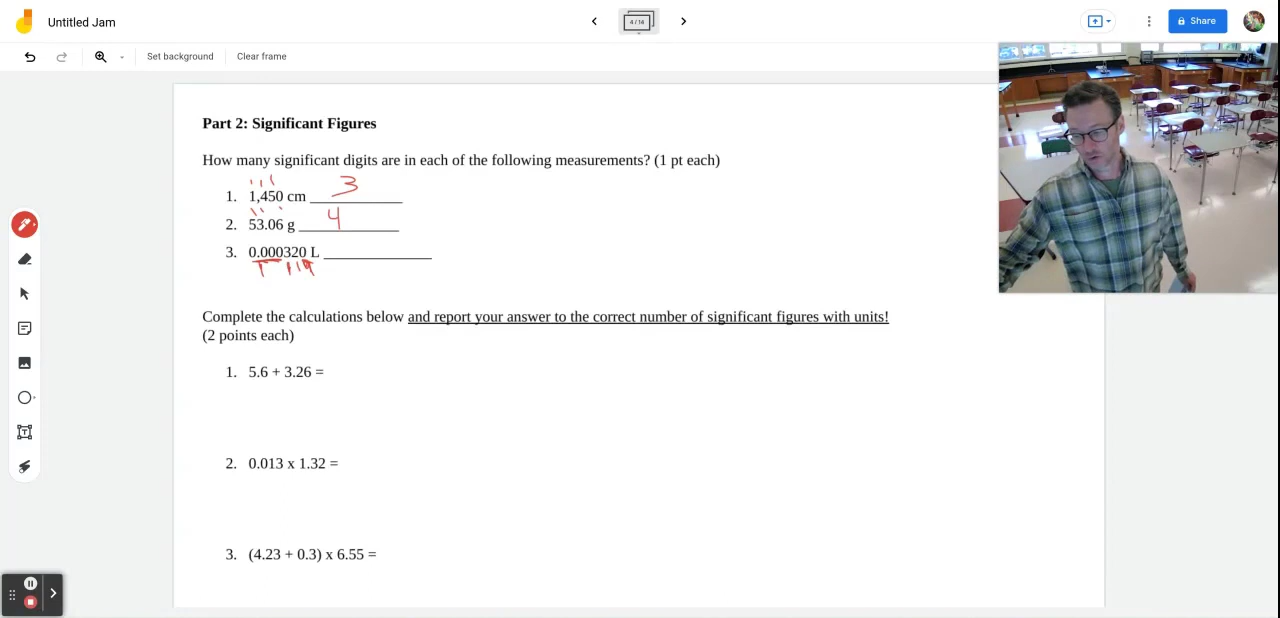 Untitled Jam
4 / 14
Share
Set background
Clear frame
Part 2: Significant Figures
How many significant digits are in each of the following measurements? (1 pt each)
1. 1,450 cm ____________ 3
2. 53.06 g _____________ 4
3. 0.000320 L ______________
Complete the calculations below and report your answer to the correct number of significant figures with units!
(2 points each)
1. 5.6 + 3.26 =
2. 0.013 x 1.32 =
3. (4.23 + 0.3) x 6.55 =